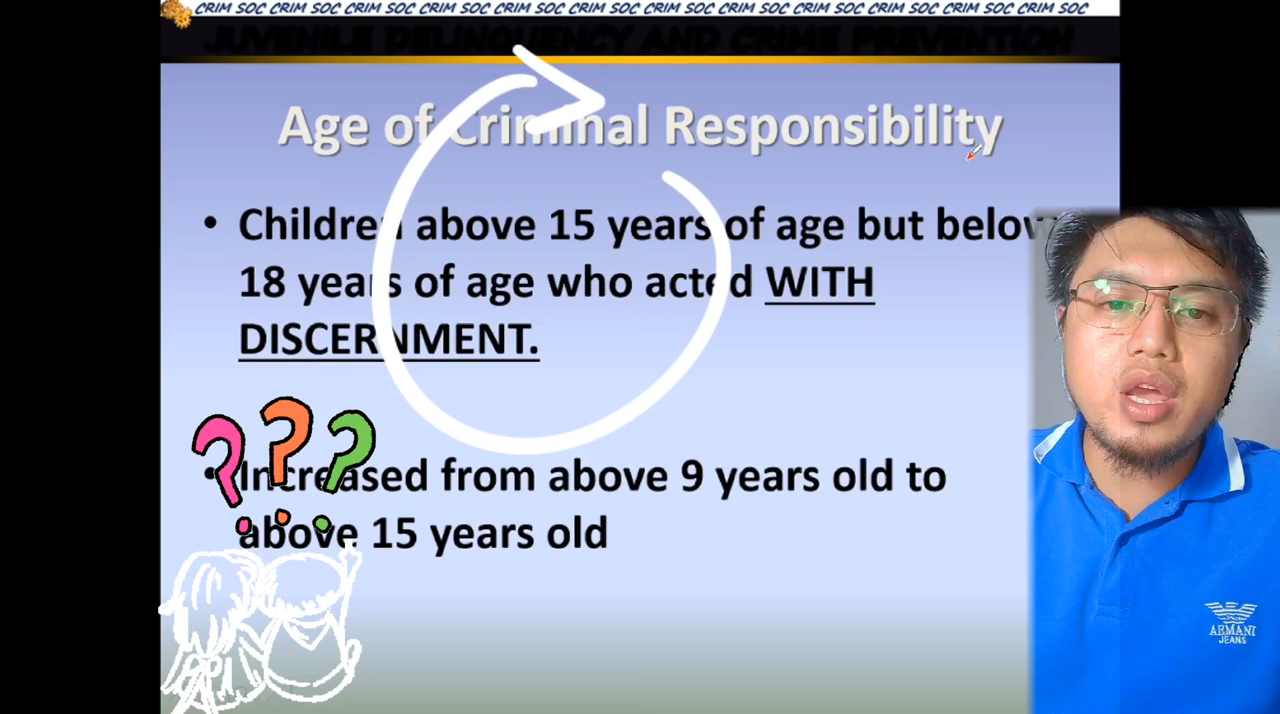 CRIM SOC CRIM SOC CRIM SOC CRIM SOC CRIM SOC CRIM SOC CRIM SOC CRIM SOC CRIM SOC CRIM SOC CRIM SOC CRIM SOC
JUVENILE DELINQUENCY AND CRIME PREVENTION
Age of Criminal Responsibility
• Children above 15 years of age but below
18 years of age who acted WITH
DISCERNMENT.
???
• Increased from above 9 years old to
above 15 years old
ARMANI
JEANS